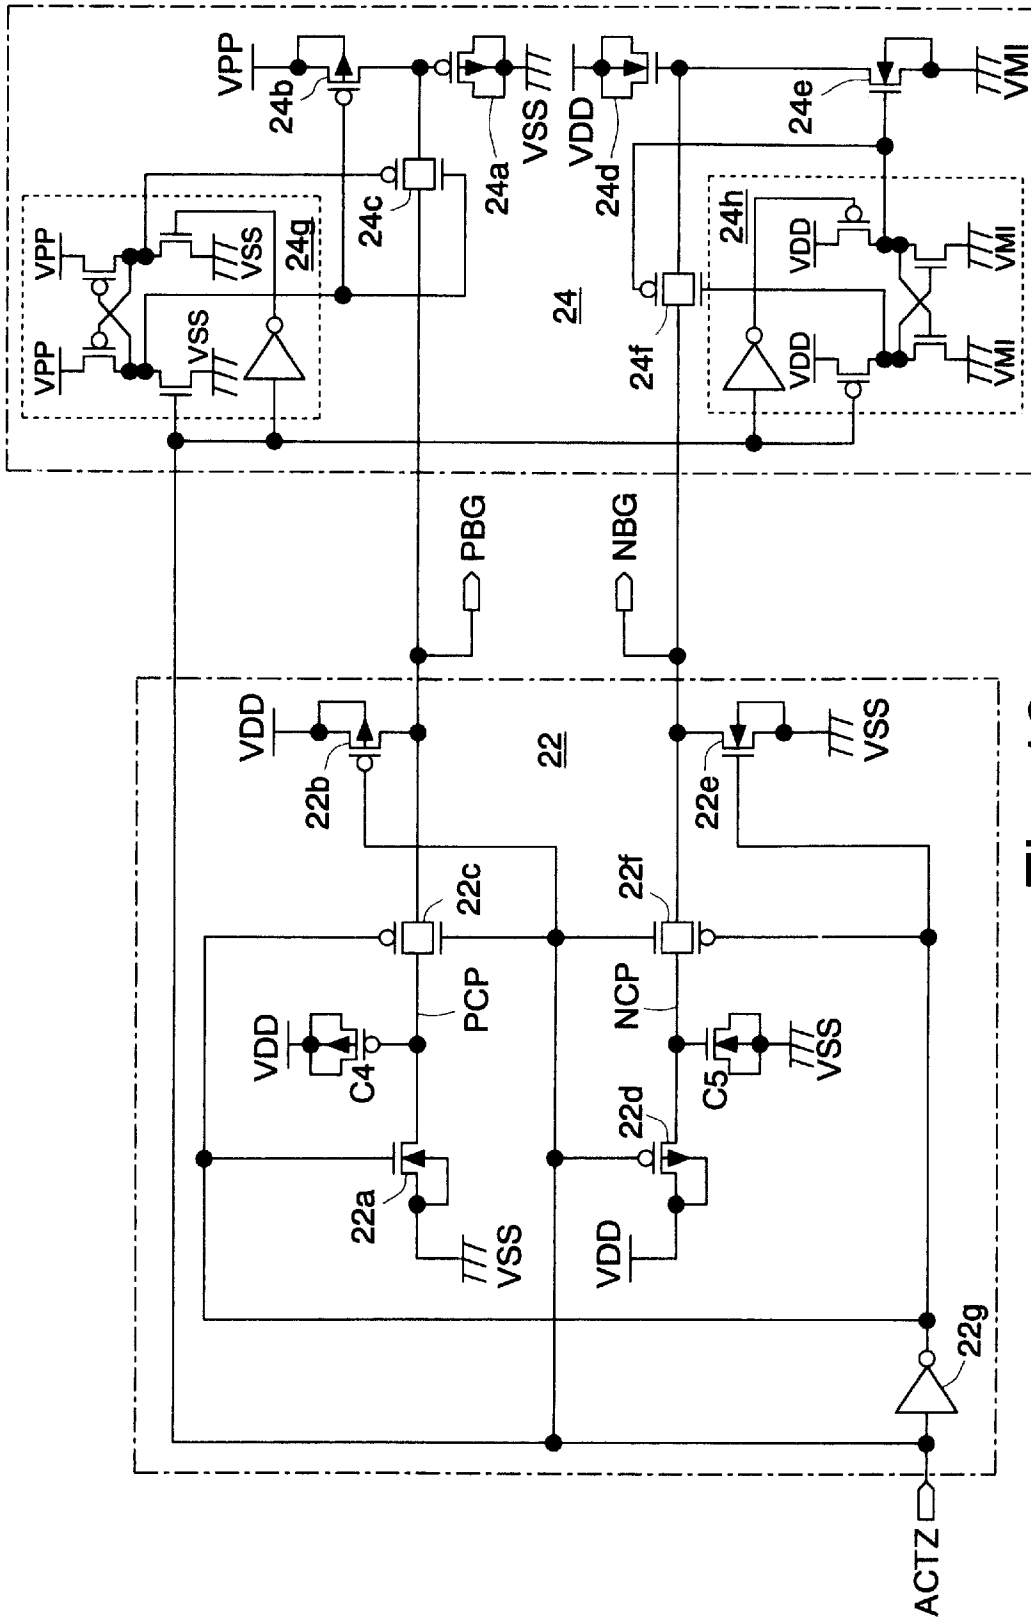 ACTZ
22g
22a
VSS
VDD
C4
PCP
22c
VDD
22b
VDD
22d
C5
VSS
NCP
22f
22e
VSS
22
PBG
NBG
VPP
VPP
VSS
VSS
24g
VPP
24b
24c
24a
VSS
24
VDD
24d
24f
24h
VDD
VDD
VMI
VMI
24e
VMI